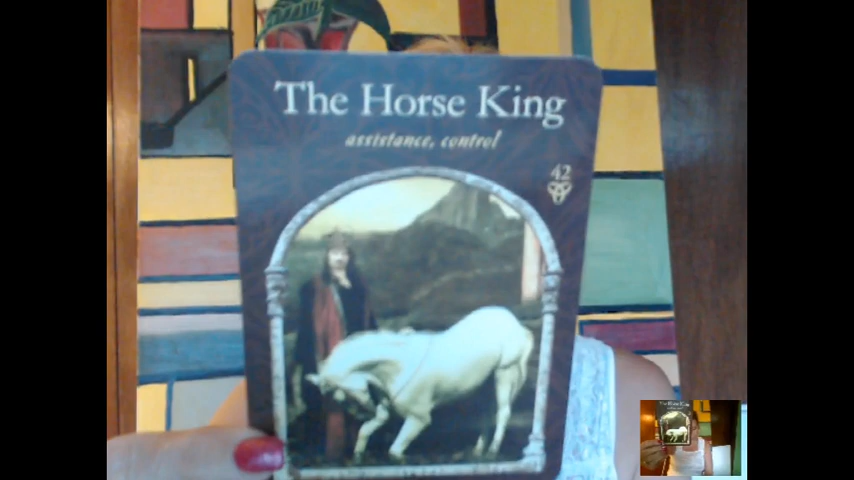 The Horse King
assistance, control
42